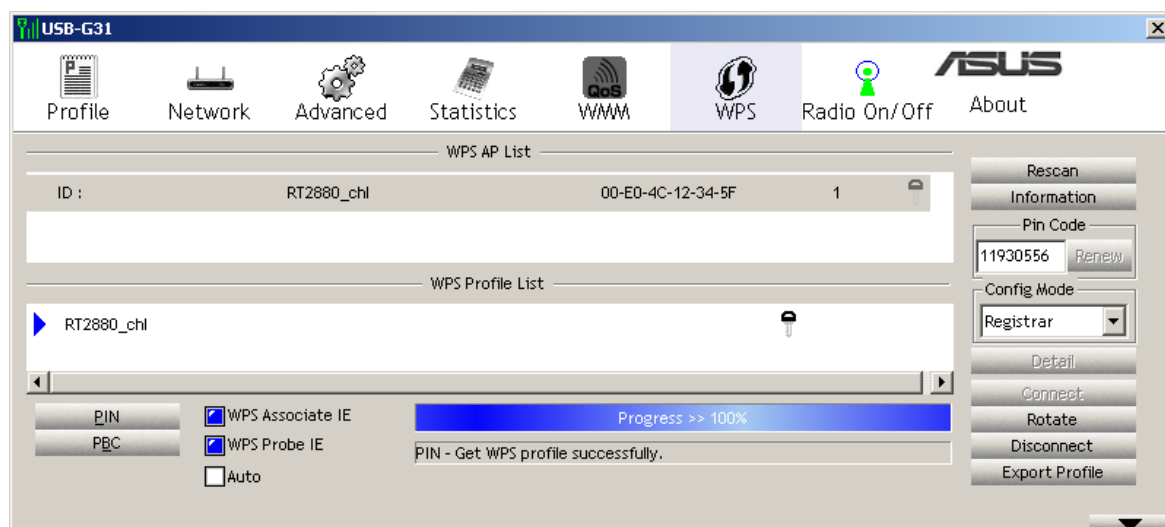 USB-G31
Profile Network Advanced Statistics QoS WMM WPS Radio On/Off ASUS About
WPS AP List
ID : RT2880_chl 00-E0-4C-12-34-5F 1
WPS Profile List
RT2880_chl
PIN
PBC
WPS Associate IE
WPS Probe IE
Auto
Progress >> 100%
PIN - Get WPS profile successfully.
Rescan
Information
Pin Code
11930556 Renew
Config Mode
Registrar
Detail
Connect
Rotate
Disconnect
Export Profile